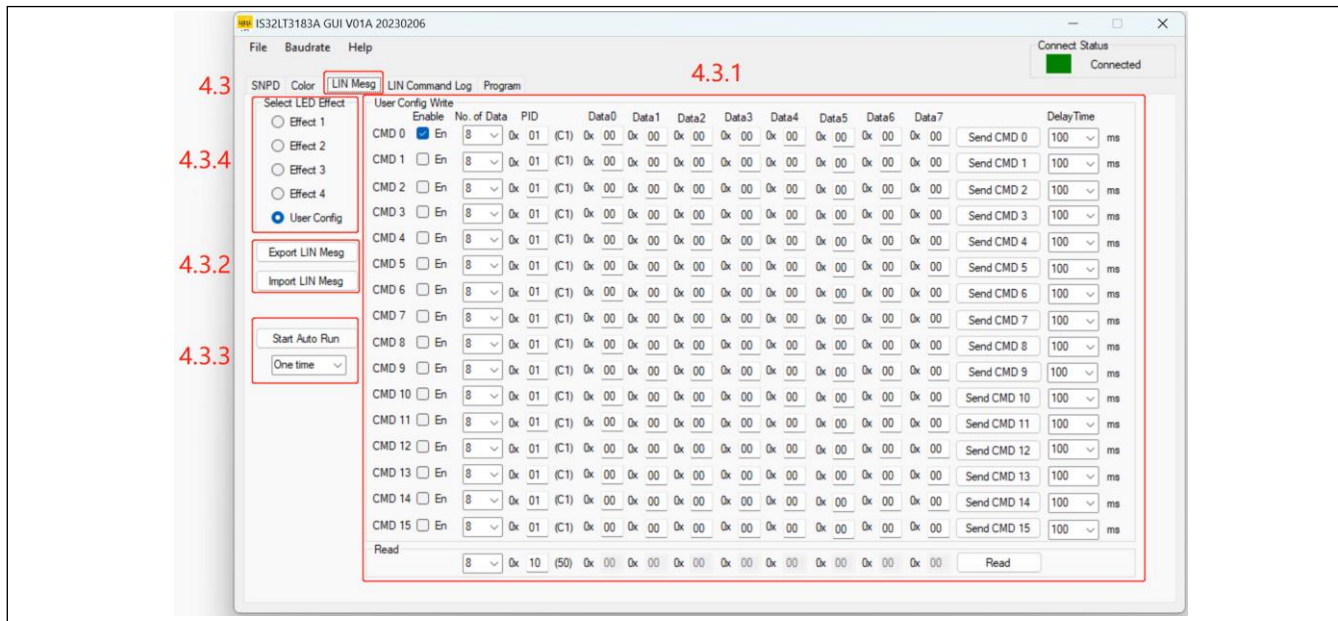 IS32LT3183A GUI V01A 20230206
File Baudrate Help
Connect Status
Connected
4.3.1
4.3
SNPD Color LIN Mesg LIN Command Log Program
Select LED Effect
Effect 1
Effect 2
Effect 3
Effect 4
User Config
4.3.4
Export LIN Mesg
Import LIN Mesg
4.3.2
Start Auto Run
One time
4.3.3
User Config Write
Enable No. of Data PID Data0 Data1 Data2 Data3 Data4 Data5 Data6 Data7 DelayTime
CMD 0 En 8 0x 01 (C1) 0x 00 0x 00 0x 00 0x 00 0x 00 0x 00 0x 00 0x 00 Send CMD 0 100 ms
CMD 1 En 8 0x 01 (C1) 0x 00 0x 00 0x 00 0x 00 0x 00 0x 00 0x 00 0x 00 Send CMD 1 100 ms
CMD 2 En 8 0x 01 (C1) 0x 00 0x 00 0x 00 0x 00 0x 00 0x 00 0x 00 0x 00 Send CMD 2 100 ms
CMD 3 En 8 0x 01 (C1) 0x 00 0x 00 0x 00 0x 00 0x 00 0x 00 0x 00 0x 00 Send CMD 3 100 ms
CMD 4 En 8 0x 01 (C1) 0x 00 0x 00 0x 00 0x 00 0x 00 0x 00 0x 00 0x 00 Send CMD 4 100 ms
CMD 5 En 8 0x 01 (C1) 0x 00 0x 00 0x 00 0x 00 0x 00 0x 00 0x 00 0x 00 Send CMD 5 100 ms
CMD 6 En 8 0x 01 (C1) 0x 00 0x 00 0x 00 0x 00 0x 00 0x 00 0x 00 0x 00 Send CMD 6 100 ms
CMD 7 En 8 0x 01 (C1) 0x 00 0x 00 0x 00 0x 00 0x 00 0x 00 0x 00 0x 00 Send CMD 7 100 ms
CMD 8 En 8 0x 01 (C1) 0x 00 0x 00 0x 00 0x 00 0x 00 0x 00 0x 00 0x 00 Send CMD 8 100 ms
CMD 9 En 8 0x 01 (C1) 0x 00 0x 00 0x 00 0x 00 0x 00 0x 00 0x 00 0x 00 Send CMD 9 100 ms
CMD 10 En 8 0x 01 (C1) 0x 00 0x 00 0x 00 0x 00 0x 00 0x 00 0x 00 0x 00 Send CMD 10 100 ms
CMD 11 En 8 0x 01 (C1) 0x 00 0x 00 0x 00 0x 00 0x 00 0x 00 0x 00 0x 00 Send CMD 11 100 ms
CMD 12 En 8 0x 01 (C1) 0x 00 0x 00 0x 00 0x 00 0x 00 0x 00 0x 00 0x 00 Send CMD 12 100 ms
CMD 13 En 8 0x 01 (C1) 0x 00 0x 00 0x 00 0x 00 0x 00 0x 00 0x 00 0x 00 Send CMD 13 100 ms
CMD 14 En 8 0x 01 (C1) 0x 00 0x 00 0x 00 0x 00 0x 00 0x 00 0x 00 0x 00 Send CMD 14 100 ms
CMD 15 En 8 0x 01 (C1) 0x 00 0x 00 0x 00 0x 00 0x 00 0x 00 0x 00 0x 00 Send CMD 15 100 ms
Read
8 0x 10 (50) 0x 00 0x 00 0x 00 0x 00 0x 00 0x 00 0x 00 0x 00 Read